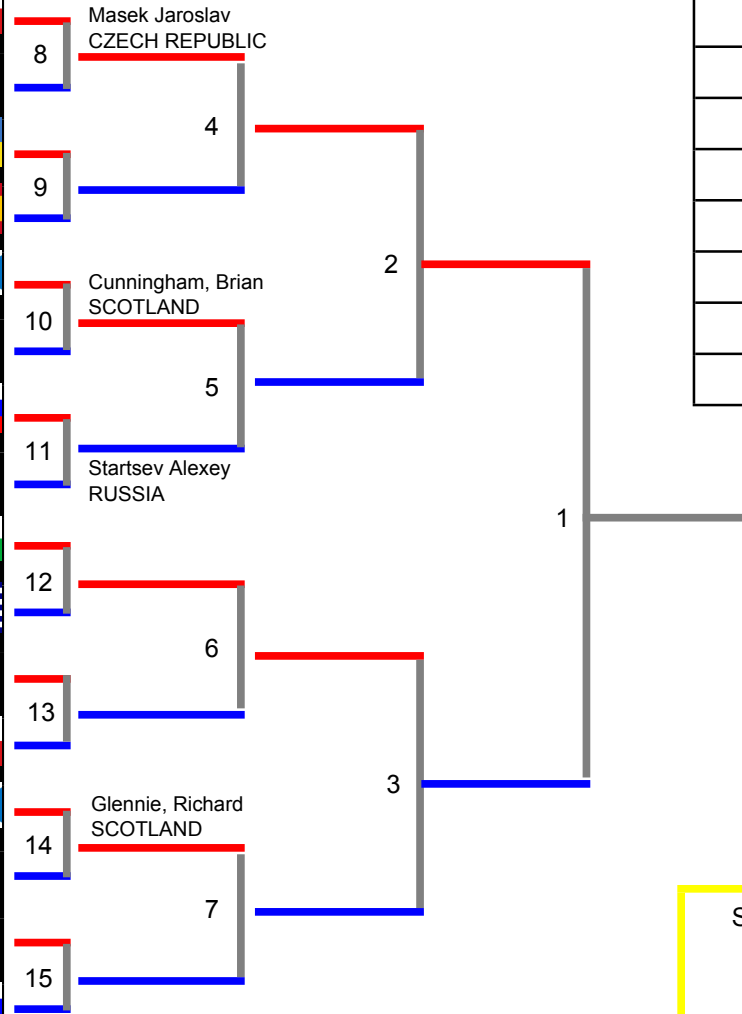 Masek Jaroslav
CZECH REPUBLIC
8
4
9
2
Cunningham, Brian
SCOTLAND
10
5
11
Startsev Alexey
RUSSIA
1
12
6
13
3
Glennie, Richard
SCOTLAND
14
7
S
15